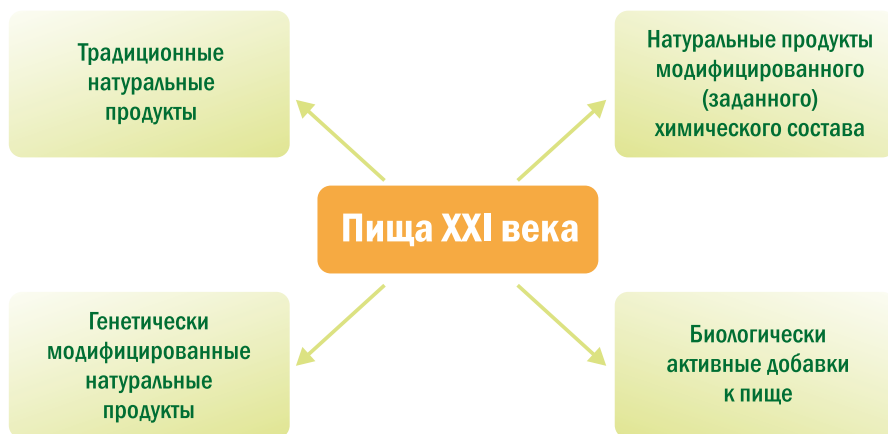 Традиционные
натуральные
продукты
Натуральные продукты
модифицированного
(заданного)
химического состава
Пища XXI века
Генетически
модифицированные
натуральные
продукты
Биологически
активные добавки
к пище